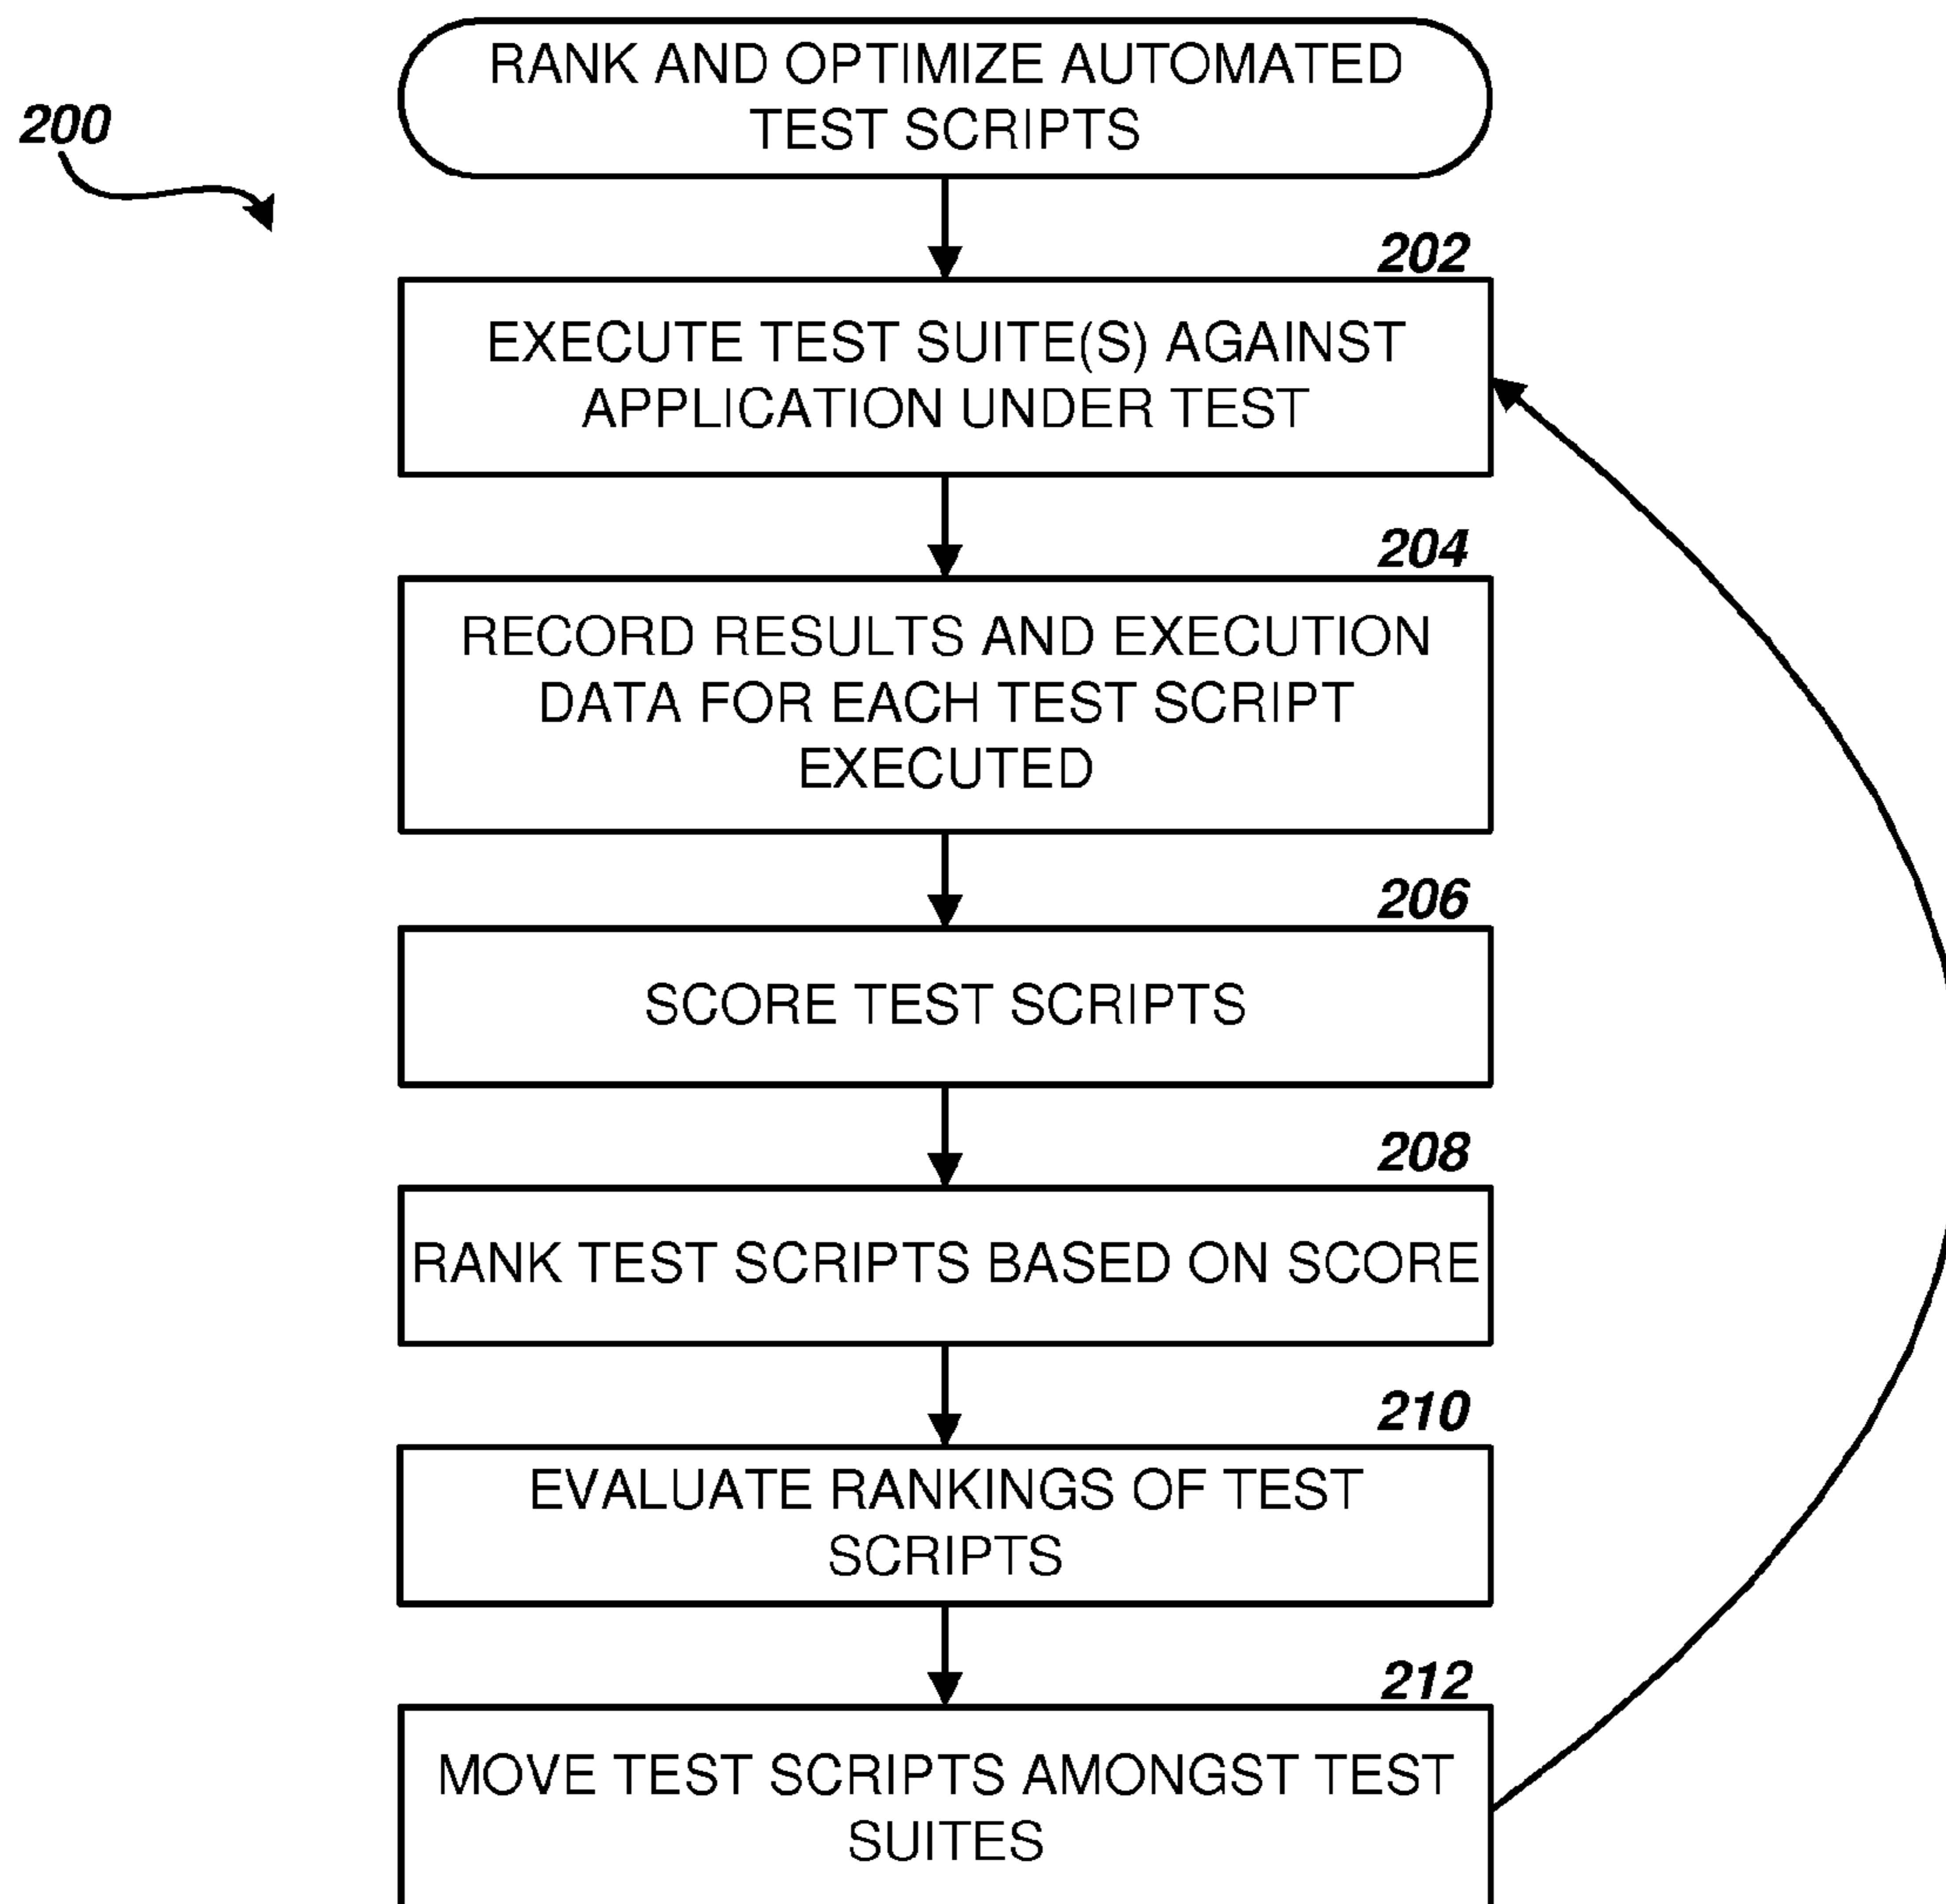 RANK AND OPTIMIZE AUTOMATED
TEST SCRIPTS
200
202
EXECUTE TEST SUITE(S) AGAINST
APPLICATION UNDER TEST
204
RECORD RESULTS AND EXECUTION
DATA FOR EACH TEST SCRIPT
EXECUTED
206
SCORE TEST SCRIPTS
208
RANK TEST SCRIPTS BASED ON SCORE
210
EVALUATE RANKINGS OF TEST
SCRIPTS
212
MOVE TEST SCRIPTS AMONGST TEST
SUITES